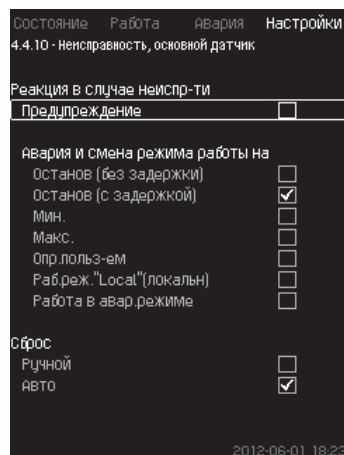 Состояние Работа Авария Настройки
4.4.10 - Неисправность, основной датчик
Реакция в случае неиспр-ти
Предупреждение
Авария и смена режима работы на
Останов (без задержки)
Останов (с задержкой)
Мин.
Макс.
Опр.польз-ем
Раб.реж."Local"(локальн)
Работа в авар.режиме
Сброс
Ручной
Авто
2012-06-01 18:23